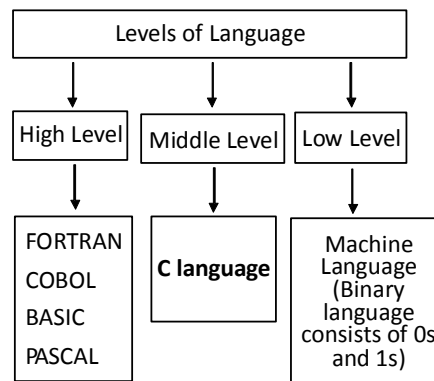 Levels of Language
High Level
Middle Level
Low Level
FORTRAN
COBOL
BASIC
PASCAL
C language
Machine
Language
(Binary
language
consists of 0s
and 1s)